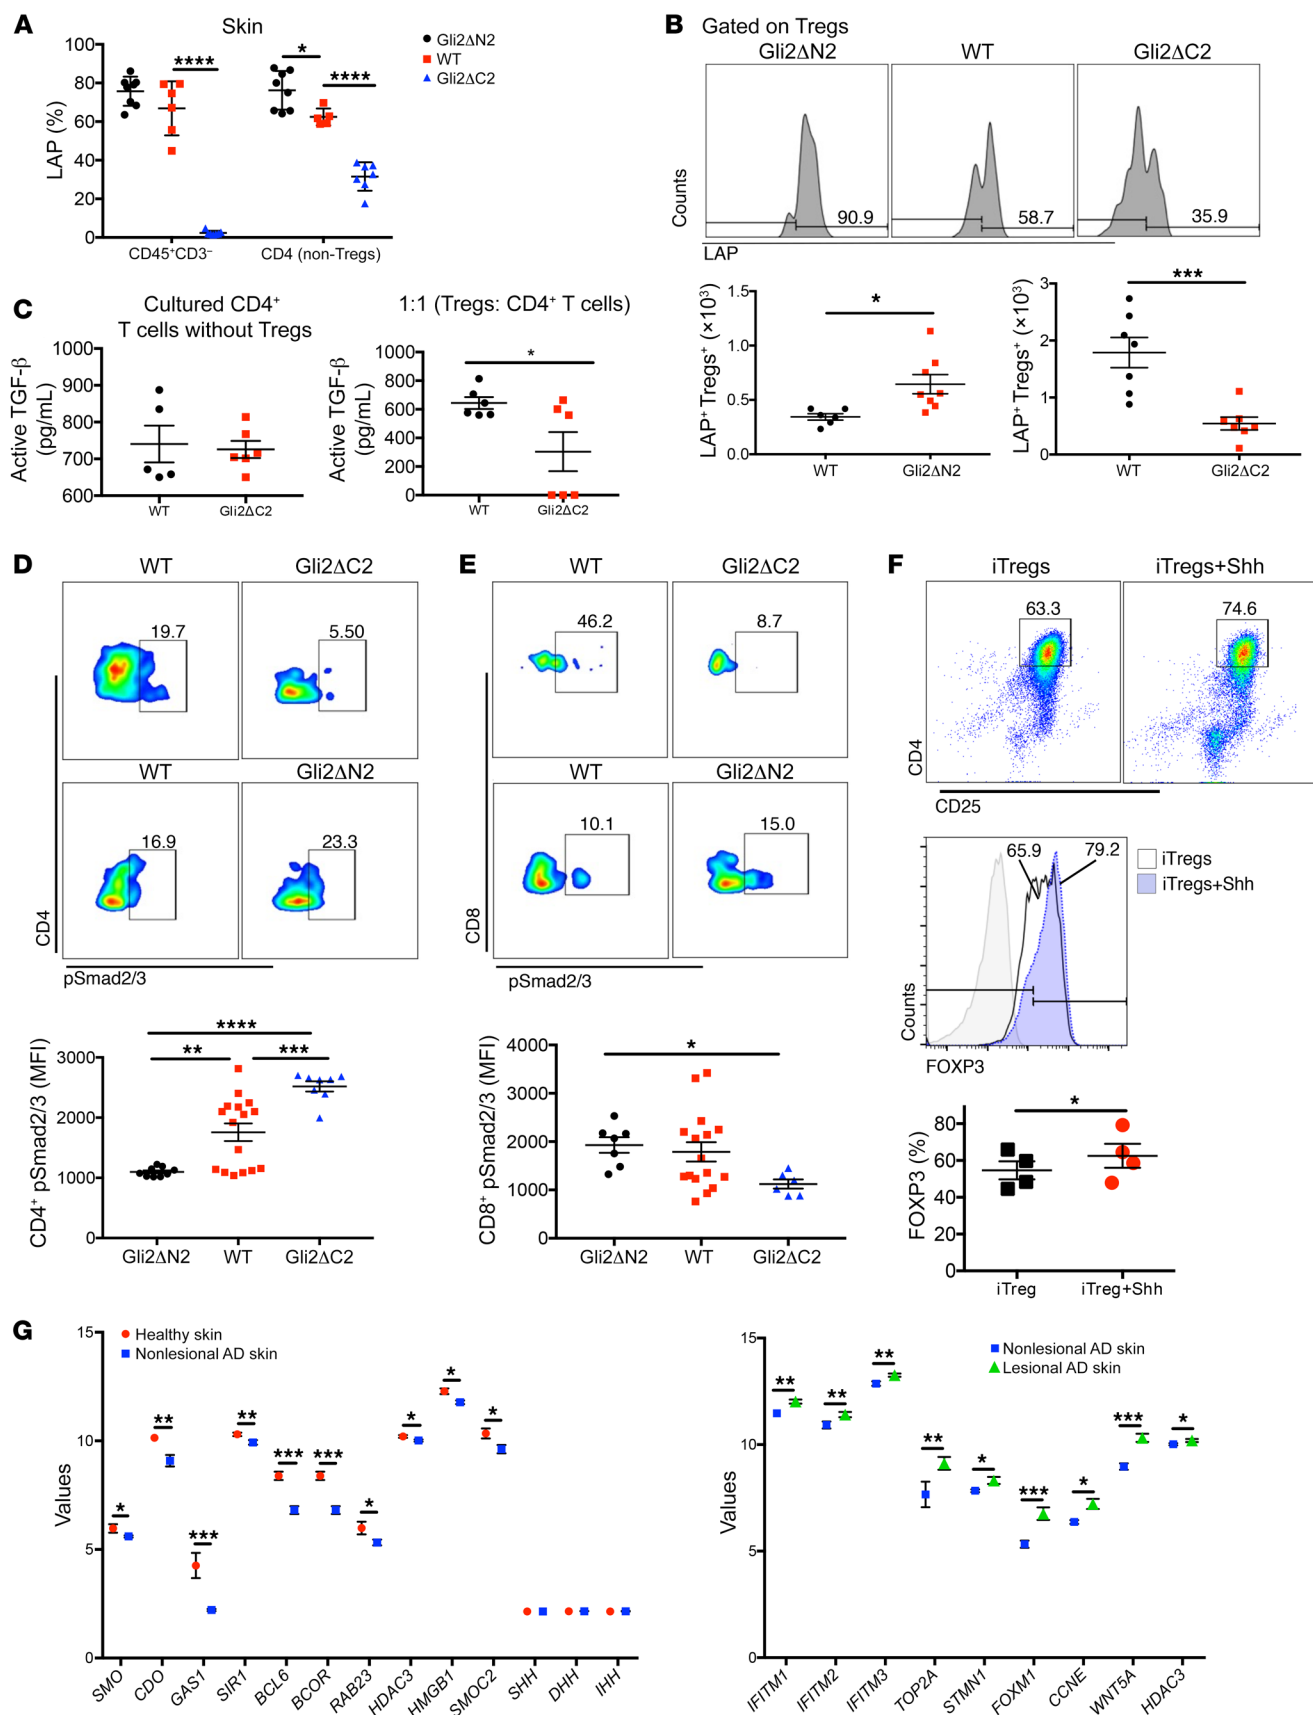 A
Skin
LAP (%)
100
80
60
40
20
0
****
*
****
CD45⁺CD3⁻
CD4 (non-Tregs)
Gli2ΔN2
WT
Gli2ΔC2
B
Gated on Tregs
Gli2ΔN2
WT
Gli2ΔC2
Counts
90.9
58.7
35.9
LAP
LAP⁺ Tregs⁺ (×10³)
1.5
1.0
0.5
0.0
*
WT
Gli2ΔN2
LAP⁺ Tregs⁺ (×10³)
3
2
1
0
***
WT
Gli2ΔC2
C
Cultured CD4⁺
T cells without Tregs
Active TGF-β
(pg/mL)
1000
900
800
700
600
WT
Gli2ΔC2
1:1 (Tregs: CD4⁺ T cells)
Active TGF-β
(pg/mL)
1000
800
600
400
200
0
*
WT
Gli2ΔC2
D
WT
Gli2ΔC2
19.7
5.50
WT
Gli2ΔN2
16.9
23.3
CD4
pSmad2/3
CD4⁺ pSmad2/3 (MFI)
3000
2000
1000
0
****
**
***
Gli2ΔN2
WT
Gli2ΔC2
E
WT
Gli2ΔC2
46.2
8.7
WT
Gli2ΔN2
10.1
15.0
CD8
pSmad2/3
CD8⁺ pSmad2/3 (MFI)
4000
3000
2000
1000
0
*
Gli2ΔN2
WT
Gli2ΔC2
F
iTregs
iTregs+Shh
63.3
74.6
CD4
CD25
65.9
79.2
iTregs
iTregs+Shh
Counts
FOXP3
FOXP3 (%)
80
60
40
20
0
*
iTreg
iTreg+Shh
G
Values
15
10
5
0
Healthy skin
Nonlesional AD skin
*
**
***
**
***
***
*
*
*
*
SMO
CDO
GAS1
SIR1
BCL6
BCOR
RAB23
HDAC3
HMGB1
SMOC2
SHH
DHH
IHH
Values
15
10
5
0
Nonlesional AD skin
Lesional AD skin
**
**
**
**
*
***
*
***
*
IFITM1
IFITM2
IFITM3
TOP2A
STMN1
FOXM1
CCNE
WNT5A
HDAC3